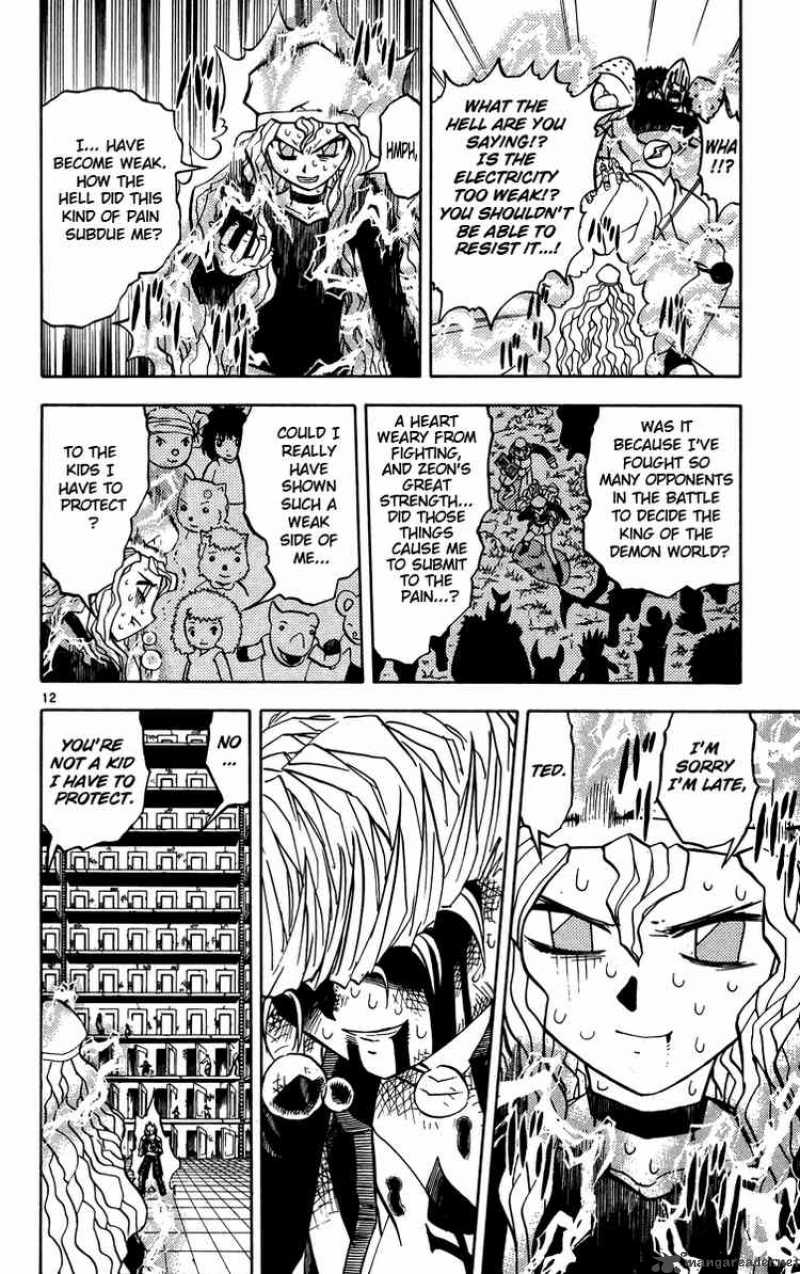 WHAT THE
HELL ARE YOU
SAYING!?
IS THE
ELECTRICITY
TOO WEAK!?
YOU SHOULDN'T
BE ABLE TO
RESIST IT...!
WHA
!!?
HMPH,
I... HAVE
BECOME WEAK.
HOW THE
HELL DID THIS
KIND OF PAIN
SUBDUE ME?
WAS IT
BECAUSE I'VE
FOUGHT SO
MANY OPPONENTS
IN THE BATTLE
TO DECIDE THE
KING OF THE
DEMON WORLD?
A HEART
WEARY FROM
FIGHTING,
AND ZEON'S
GREAT
STRENGTH...
DID THOSE
THINGS
CAUSE ME
TO SUBMIT
TO THE
PAIN...?
COULD I
REALLY
HAVE
SHOWN
SUCH A
WEAK
SIDE OF
ME...
TO THE
KIDS I
HAVE TO
PROTECT
?
12
I'M
SORRY
I'M LATE,
TED.
NO
...
YOU'RE
NOT A KID
I HAVE TO
PROTECT.
mangareader.net